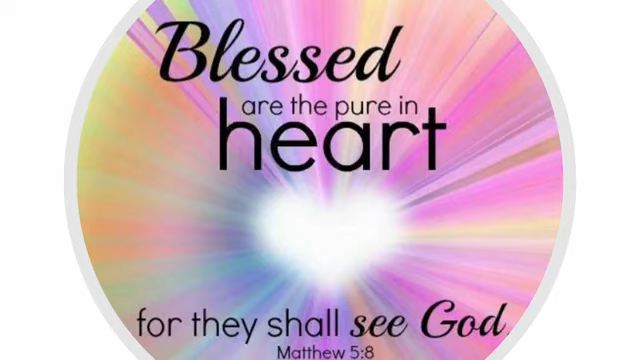 Blessed
are the pure in
heart
for they shall see God
Matthew 5:8